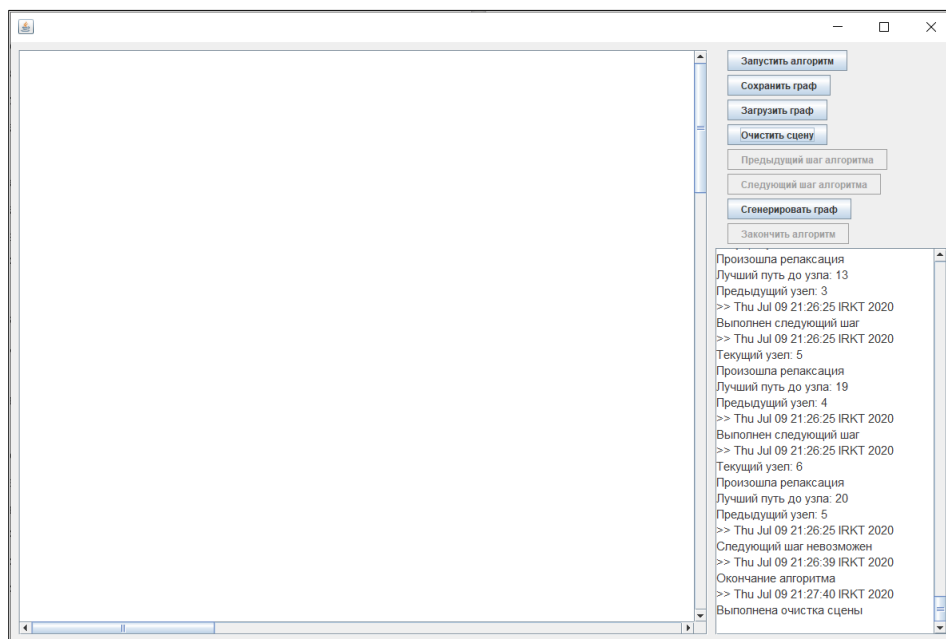 Запустить алгоритм
Сохранить граф
Загрузить граф
Очистить сцену
Предыдущий шаг алгоритма
Следующий шаг алгоритма
Сгенерировать граф
Закончить алгоритм
Произошла релаксация
Лучший путь до узла: 13
Предыдущий узел: 3
>> Thu Jul 09 21:26:25 IRKT 2020
Выполнен следующий шаг
>> Thu Jul 09 21:26:25 IRKT 2020
Текущий узел: 5
Произошла релаксация
Лучший путь до узла: 19
Предыдущий узел: 4
>> Thu Jul 09 21:26:25 IRKT 2020
Выполнен следующий шаг
>> Thu Jul 09 21:26:25 IRKT 2020
Текущий узел: 6
Произошла релаксация
Лучший путь до узла: 20
Предыдущий узел: 5
>> Thu Jul 09 21:26:25 IRKT 2020
Следующий шаг невозможен
>> Thu Jul 09 21:26:39 IRKT 2020
Окончание алгоритма
>> Thu Jul 09 21:27:40 IRKT 2020
Выполнена очистка сцены